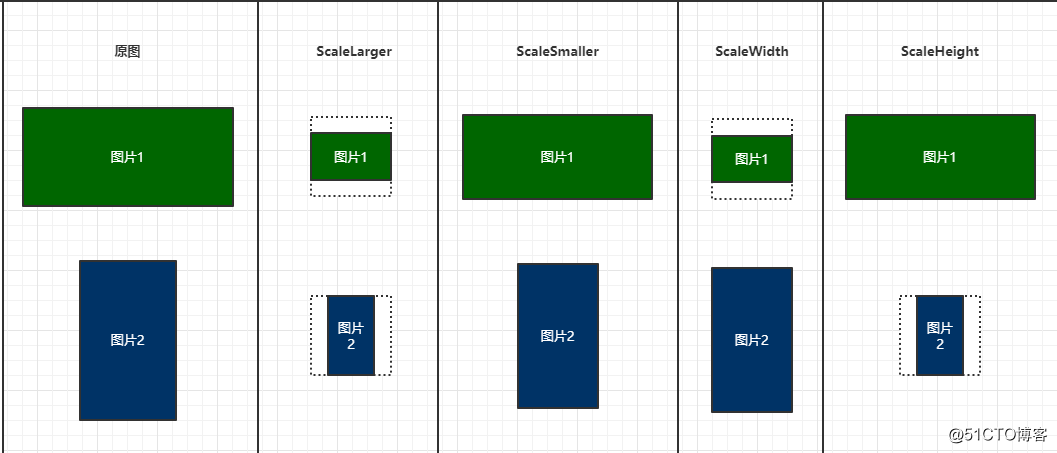 原图
ScaleLarger
ScaleSmaller
ScaleWidth
ScaleHeight
图片1
图片1
图片1
图片1
图片1
图片2
图片
2
图片2
图片2
图片
2
@51CTO博客